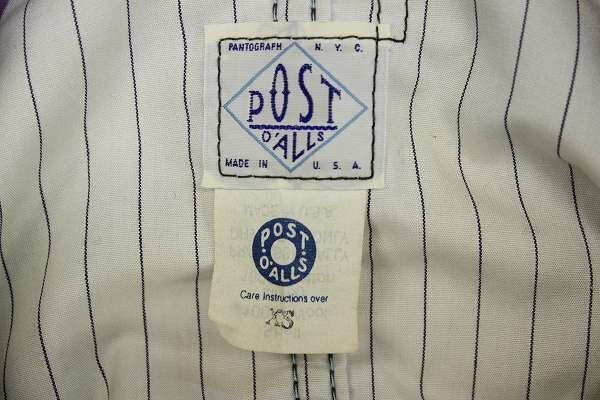 PANTOGRAPH N.Y.C.
POST
O'ALLS
MADE IN U.S.A.
POST
O'ALLS
Care Instructions over
XS